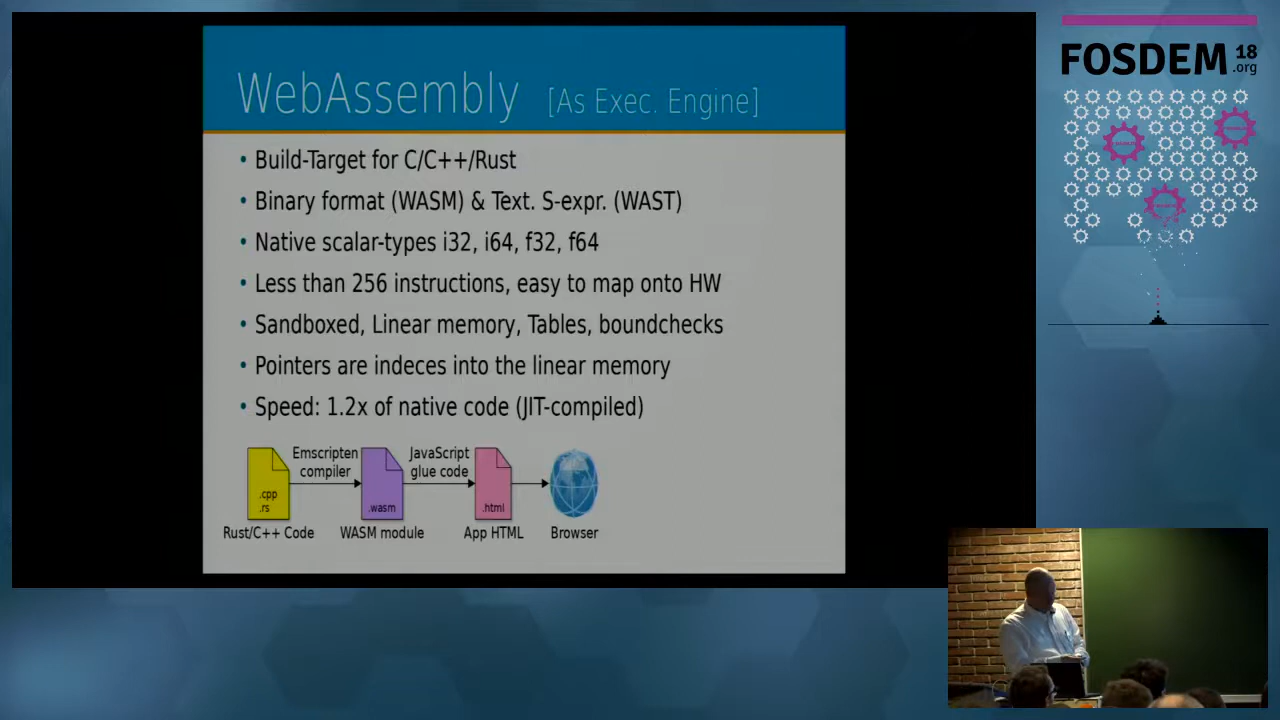 WebAssembly [As Exec. Engine]
• Build-Target for C/C++/Rust
• Binary format (WASM) & Text. S-expr. (WAST)
• Native scalar-types i32, i64, f32, f64
• Less than 256 instructions, easy to map onto HW
• Sandboxed, Linear memory, Tables, boundchecks
• Pointers are indeces into the linear memory
• Speed: 1.2x of native code (JIT-compiled)
Emscripten
compiler
JavaScript
glue code
.cpp
.rs
.wasm
.html
Rust/C++ Code
WASM module
App HTML
Browser
FOSDEM 18
.org